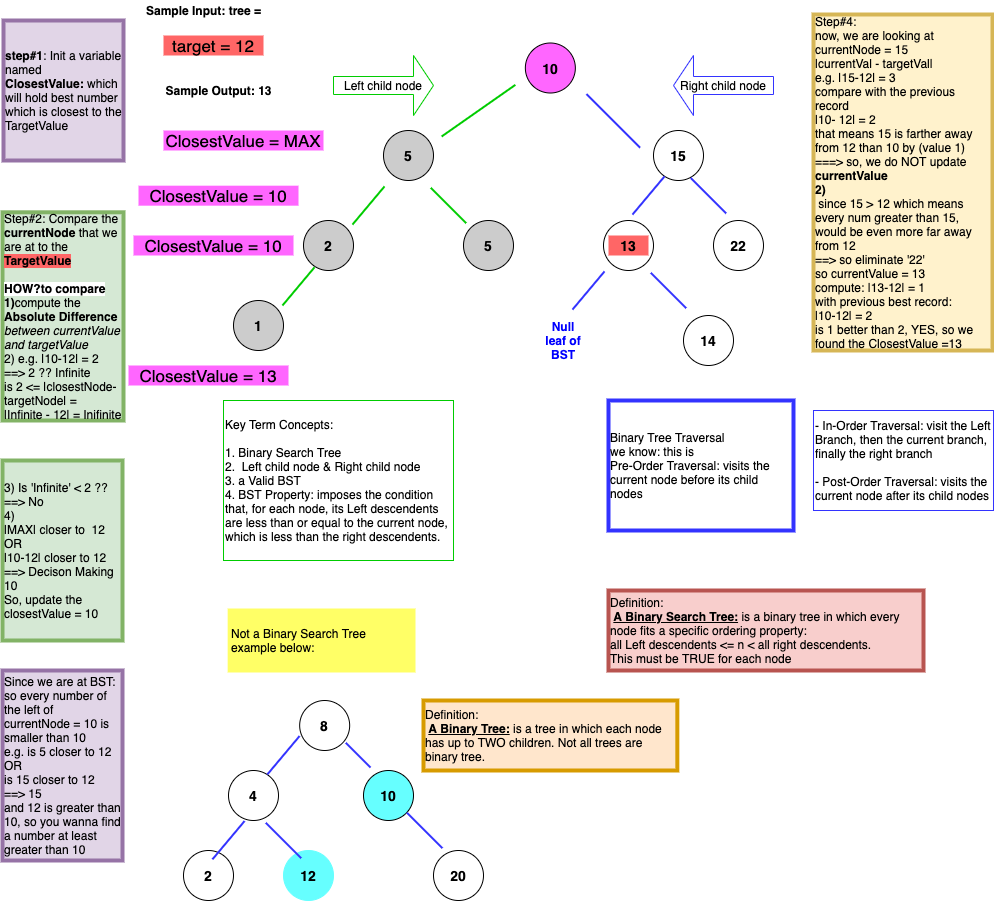 Sample Input: tree =
target = 12
Sample Output: 13
ClosestValue = MAX
ClosestValue = 10
ClosestValue = 10
ClosestValue = 13
step#1: Init a variable
named
ClosestValue: which
will hold best number
which is closest to the
TargetValue
Step#2: Compare the
currentNode that we
are at to the
TargetValue
HOW?to compare
1)compute the
Absolute Difference
between currentValue
and targetValue
2) e.g. |10-12| = 2
==> 2 ?? Infinite
is 2 <= |closestNode-
targetNode| =
|Infinite - 12| = Inifinite
3) Is 'Infinite' < 2 ??
==> No
4)
|MAX| closer to 12
OR
|10-12| closer to 12
==> Decison Making
10
So, update the
closestValue = 10
Since we are at BST:
so every number of
the left of
currentNode = 10 is
smaller than 10
e.g. is 5 closer to 12
OR
is 15 closer to 12
==> 15
and 12 is greater than
10, so you wanna find
a number at least
greater than 10
Left child node
Right child node
10
5
15
2
5
13
22
1
Null
leaf of
BST
14
Step#4:
now, we are looking at
currentNode = 15
|currentVal - targetVal|
e.g. |15-12| = 3
compare with the previous
record
|10- 12| = 2
that means 15 is farther away
from 12 than 10 by (value 1)
===> so, we do NOT update
currentValue
2)
since 15 > 12 which means
every num greater than 15,
would be even more far away
from 12
==> so eliminate '22'
so currentValue = 13
compute: |13-12| = 1
with previous best record:
|10-12| = 2
is 1 better than 2, YES, so we
found the ClosestValue =13
Key Term Concepts:
1. Binary Search Tree
2. Left child node & Right child node
3. a Valid BST
4. BST Property: imposes the condition
that, for each node, its Left descendents
are less than or equal to the current node,
which is less than the right descendents.
Binary Tree Traversal
we know: this is
Pre-Order Traversal: visits the
current node before its child
nodes
- In-Order Traversal: visit the Left
Branch, then the current branch,
finally the right branch
- Post-Order Traversal: visits the
current node after its child nodes
Definition:
A Binary Search Tree: is a binary tree in which every
node fits a specific ordering property:
all Left descendents <= n < all right descendents.
This must be TRUE for each node
Not a Binary Search Tree
example below:
Definition:
A Binary Tree: is a tree in which each node
has up to TWO children. Not all trees are
binary tree.
8
4
10
2
12
20